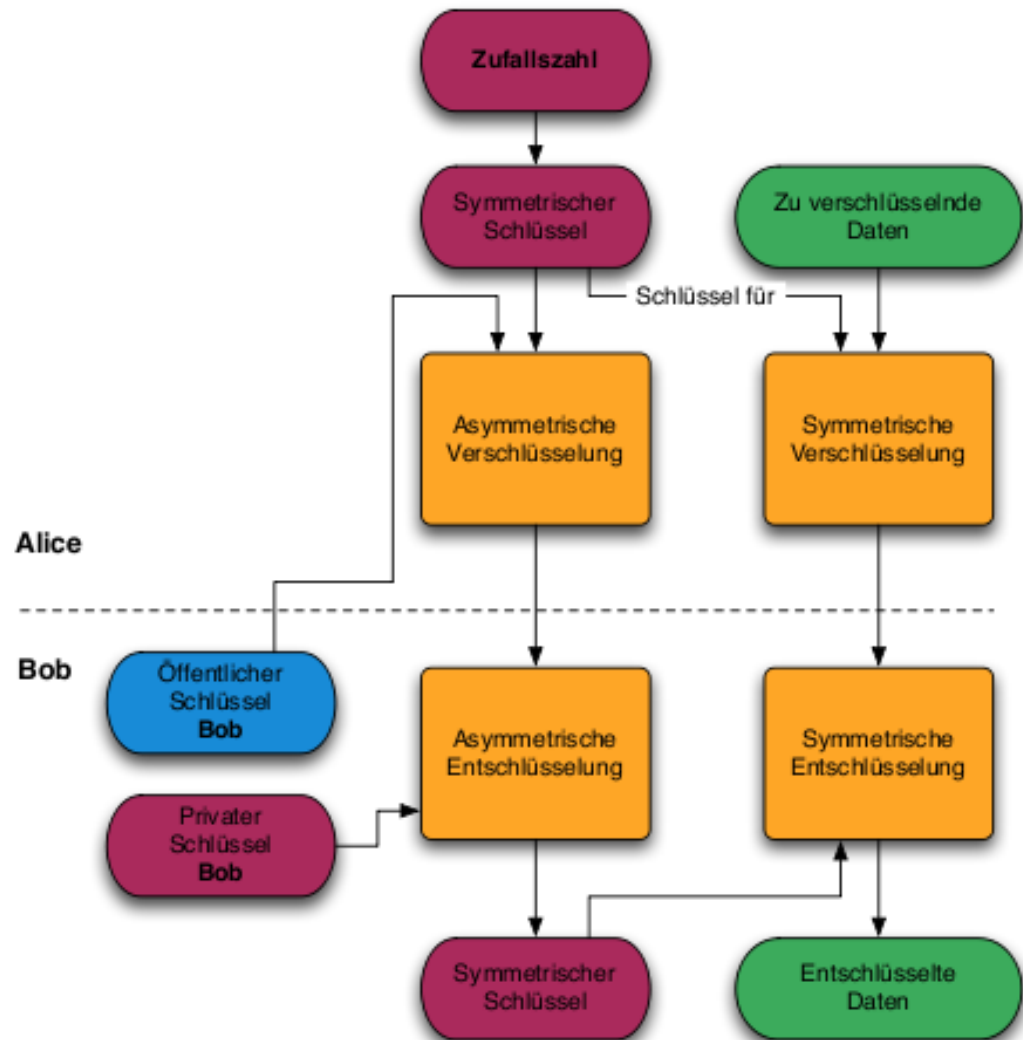 Zufallszahl
Symmetrischer
Schlüssel
Zu verschlüsselnde
Daten
Schlüssel für
Asymmetrische
Verschlüsselung
Symmetrische
Verschlüsselung
Alice
Bob
Öffentlicher
Schlüssel
Bob
Asymmetrische
Entschlüsselung
Symmetrische
Entschlüsselung
Privater
Schlüssel
Bob
Symmetrischer
Schlüssel
Entschlüsselte
Daten